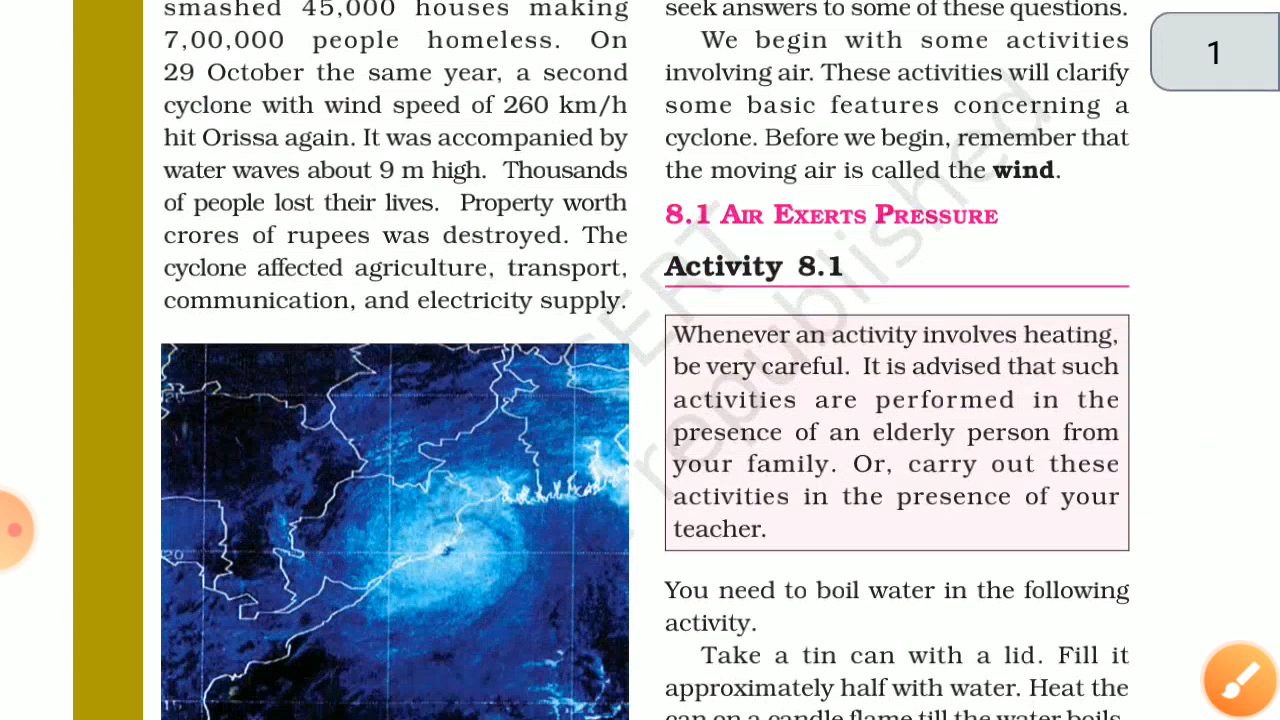 smashed 45,000 houses making
7,00,000 people homeless. On
29 October the same year, a second
cyclone with wind speed of 260 km/h
hit Orissa again. It was accompanied by
water waves about 9 m high. Thousands
of people lost their lives. Property worth
crores of rupees was destroyed. The
cyclone affected agriculture, transport,
communication, and electricity supply.
20
seek answers to some of these questions.
We begin with some activities
involving air. These activities will clarify
some basic features concerning a
cyclone. Before we begin, remember that
the moving air is called the wind.
8.1 AIR EXERTS PRESSURE
Activity 8.1
Whenever an activity involves heating,
be very careful. It is advised that such
activities are performed in the
presence of an elderly person from
your family. Or, carry out these
activities in the presence of your
teacher.
You need to boil water in the following
activity.
Take a tin can with a lid. Fill it
approximately half with water. Heat the
can on a candle flame till the water boils.
1
republished